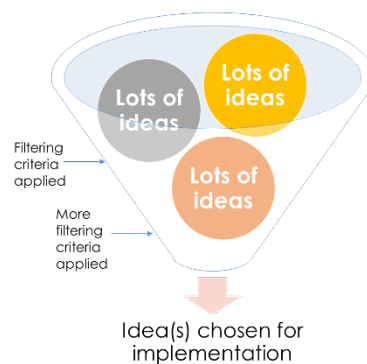 Lots of
ideas
Lots of
ideas
Lots of
ideas
Filtering
criteria
applied
More
filtering
criteria
applied
Idea(s) chosen for
implementation